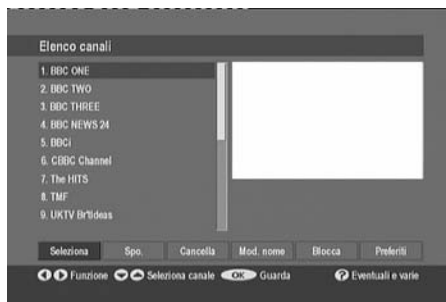 Elenco canali
1. BBC ONE
2. BBC TWO
3. BBC THREE
4. BBC NEWS 24
5. BBCi
6. CBBC Channel
7. The HITS
8. TMF
9. UKTV Br'tIdeas
Seleziona Spo. Cancella Mod. nome Blocca Preferiti
Funzione Seleziona canale OK Guarda ? Eventuali e varie